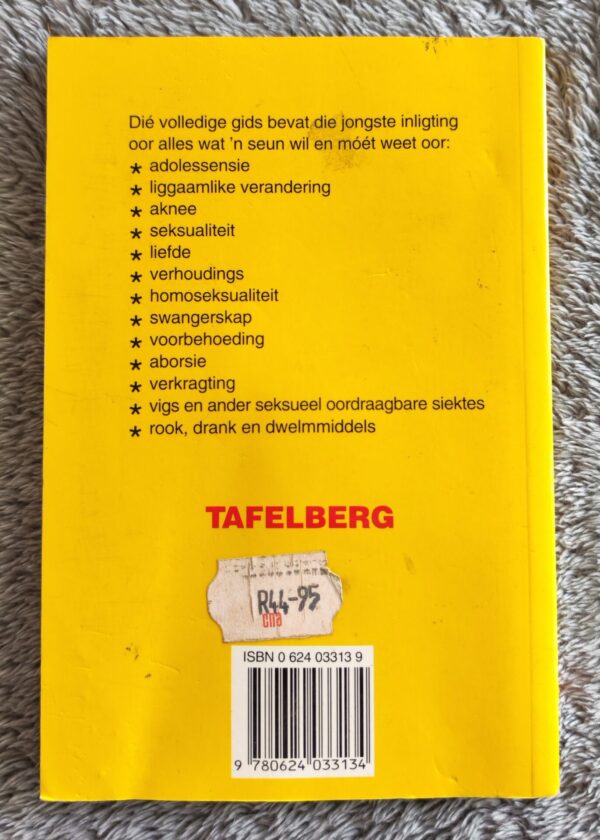 Dié volledige gids bevat die jongste inligting
oor alles wat 'n seun wil en móét weet oor:
* adolessensie
* liggaamlike verandering
* aknee
* seksualiteit
* liefde
* verhoudings
* homoseksualiteit
* swangerskap
* voorbehoeding
* aborsie
* verkragting
* vigs en ander seksueel oordraagbare siektes
* rook, drank en dwelmmiddels
TAFELBERG
R44-95
cna
ISBN 0 624 03313 9
9 780624 033134